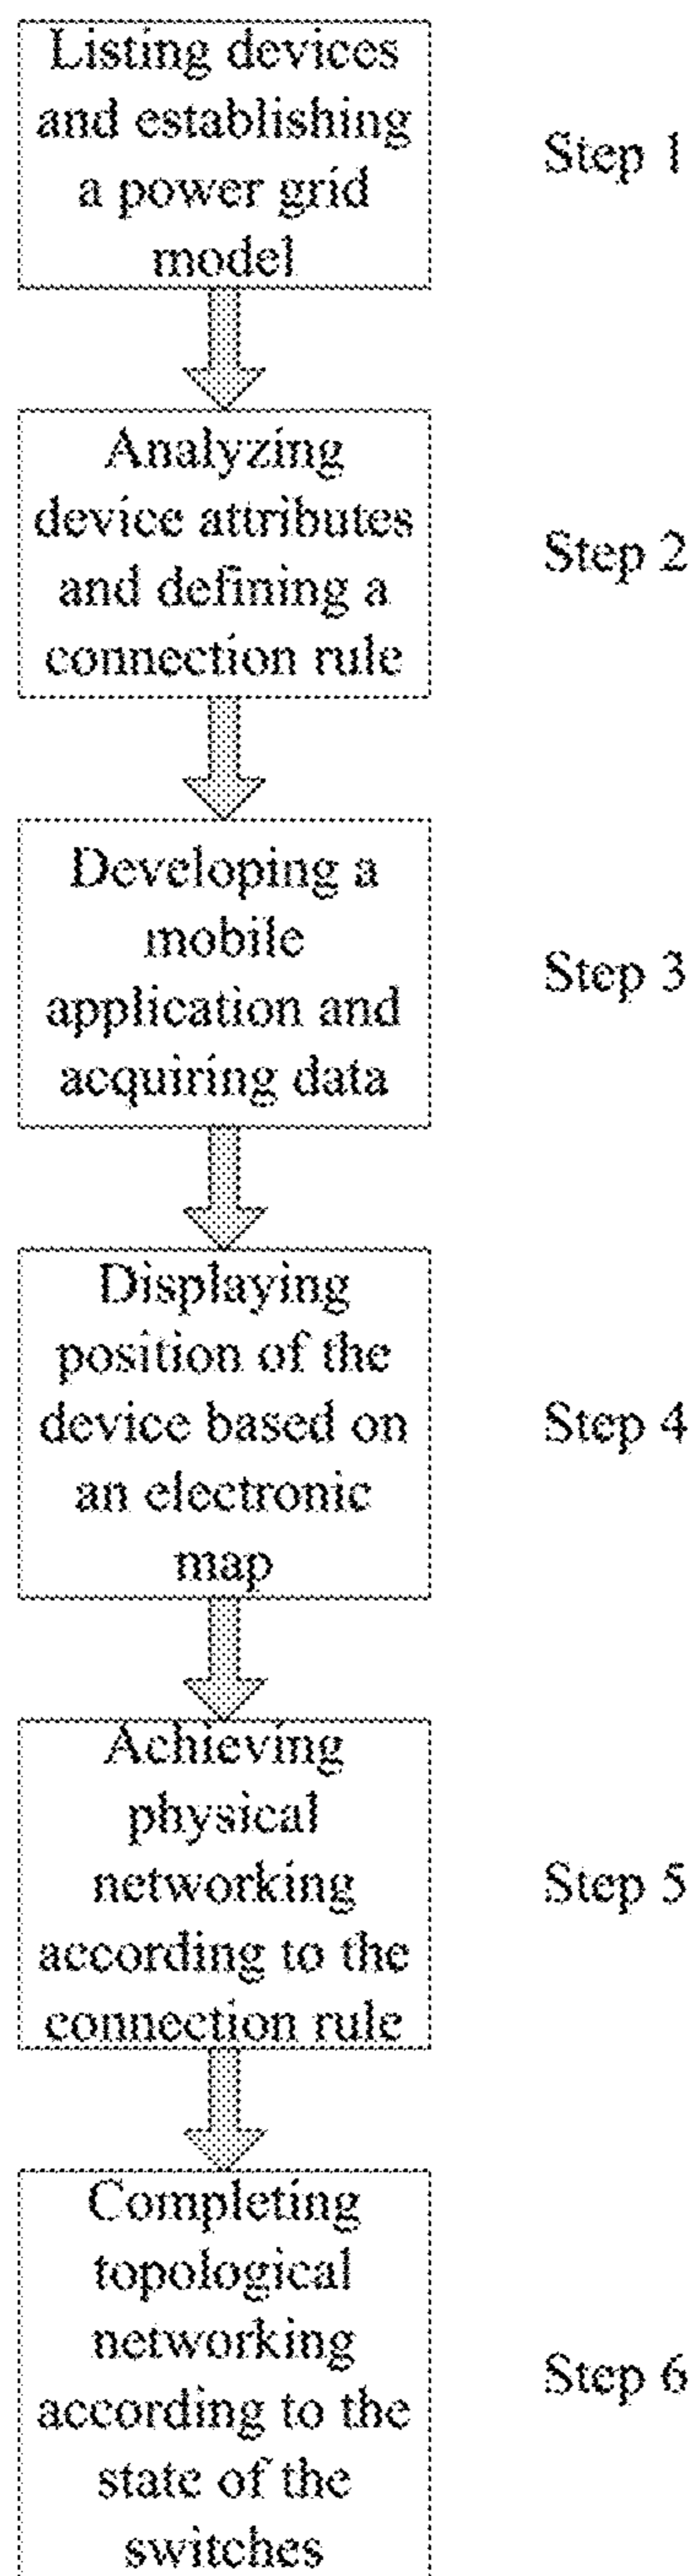 Listing devices
and establishing
a power grid
model
Step 1
Analyzing
device attributes
and defining a
connection rule
Step 2
Developing a
mobile
application and
acquiring data
Step 3
Displaying
position of the
device based on
an electronic
map
Step 4
Achieving
physical
networking
according to the
connection rule
Step 5
Completing
topological
networking
according to the
state of the
switches
Step 6